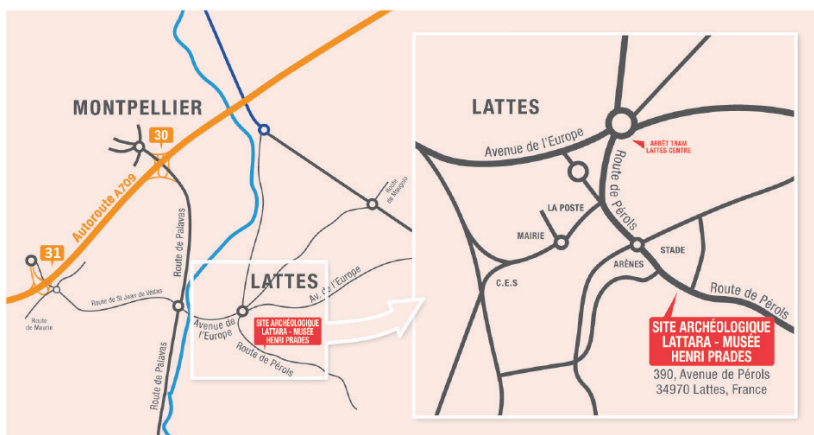 MONTPELLIER
30
Autoroute A709
31
Route de Palavas
Route
de Mauguio
LATTES
Av. de l'Europe
Route de St Jean de Védas
Avenue de
l'Europe
SITE ARCHÉOLOGIQUE
LATTARA - MUSÉE
HENRI PRADES
Route de Pérols
Route de Palavas
LATTES
Avenue de l'Europe
ARRÊT TRAM
LATTES CENTRE
Route de Pérols
LA POSTE
MAIRIE
STADE
ARÈNES
C.E.S
Route de Pérols
SITE ARCHÉOLOGIQUE
LATTARA - MUSÉE
HENRI PRADES
390, Avenue de Pérols
34970 Lattes, France